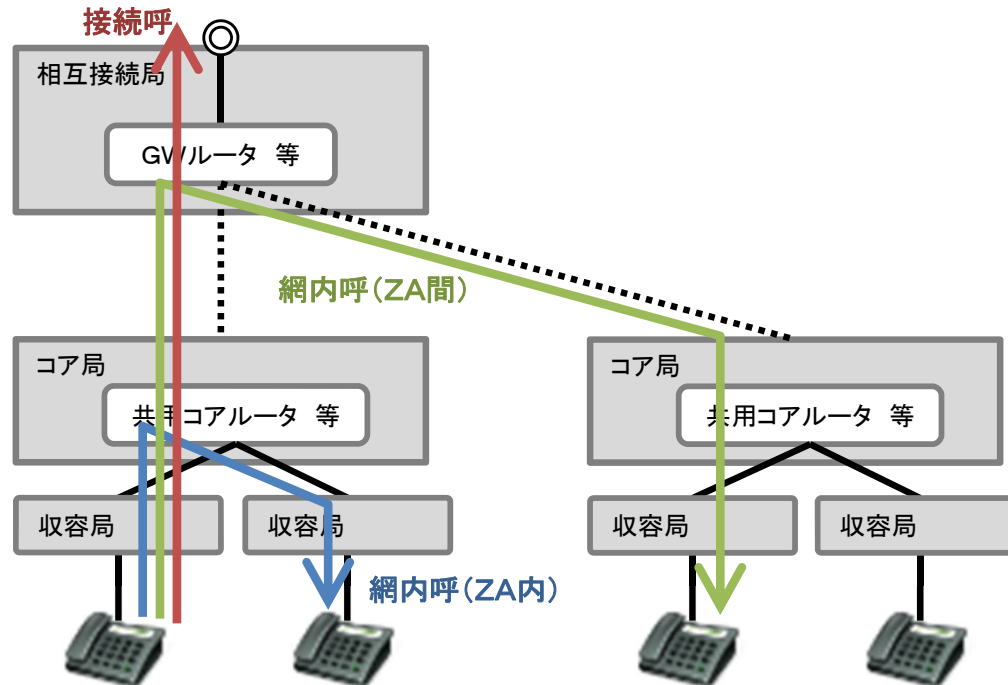 接続呼
相互接続局
GWルータ 等
網内呼(ZA間)
コア局
共用コアルータ 等
コア局
共用コアルータ 等
収容局
収容局
収容局
収容局
網内呼(ZA内)